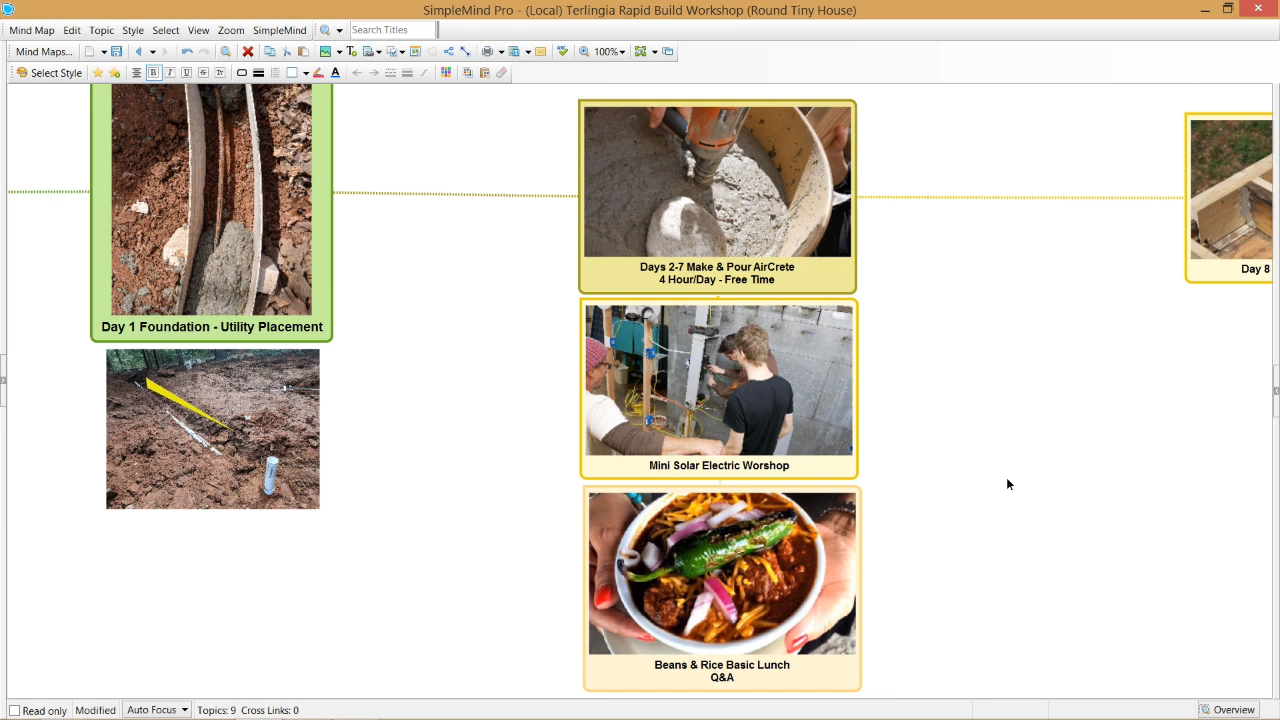 SimpleMind Pro - (Local) Terlingia Rapid Build Workshop (Round Tiny House)
Mind Map Edit Topic Style Select View Zoom SimpleMind Search Titles
Mind Maps... 100%
Select Style
Days 2-7 Make & Pour AirCrete
4 Hour/Day - Free Time
Day 8
Day 1 Foundation - Utility Placement
Mini Solar Electric Worshop
Beans & Rice Basic Lunch
Q&A
Read only Modified Auto Focus Topics: 9 Cross Links: 0 Overview